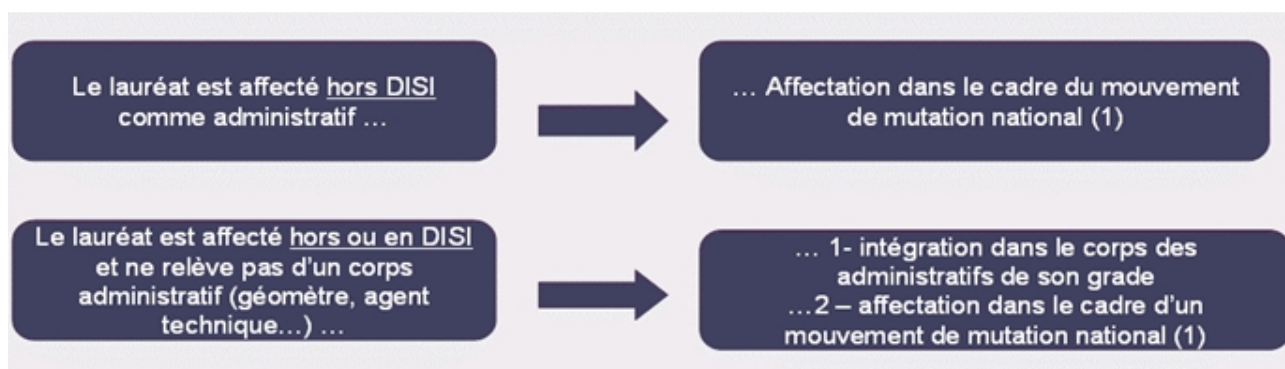 Le lauréat est affecté hors DISI
comme administratif ...
... Affectation dans le cadre du mouvement
de mutation national (1)
Le lauréat est affecté hors ou en DISI
et ne relève pas d'un corps
administratif (géomètre, agent
technique...) ...
... 1- intégration dans le corps des
administratifs de son grade
...2 – affectation dans le cadre d'un
mouvement de mutation national (1)